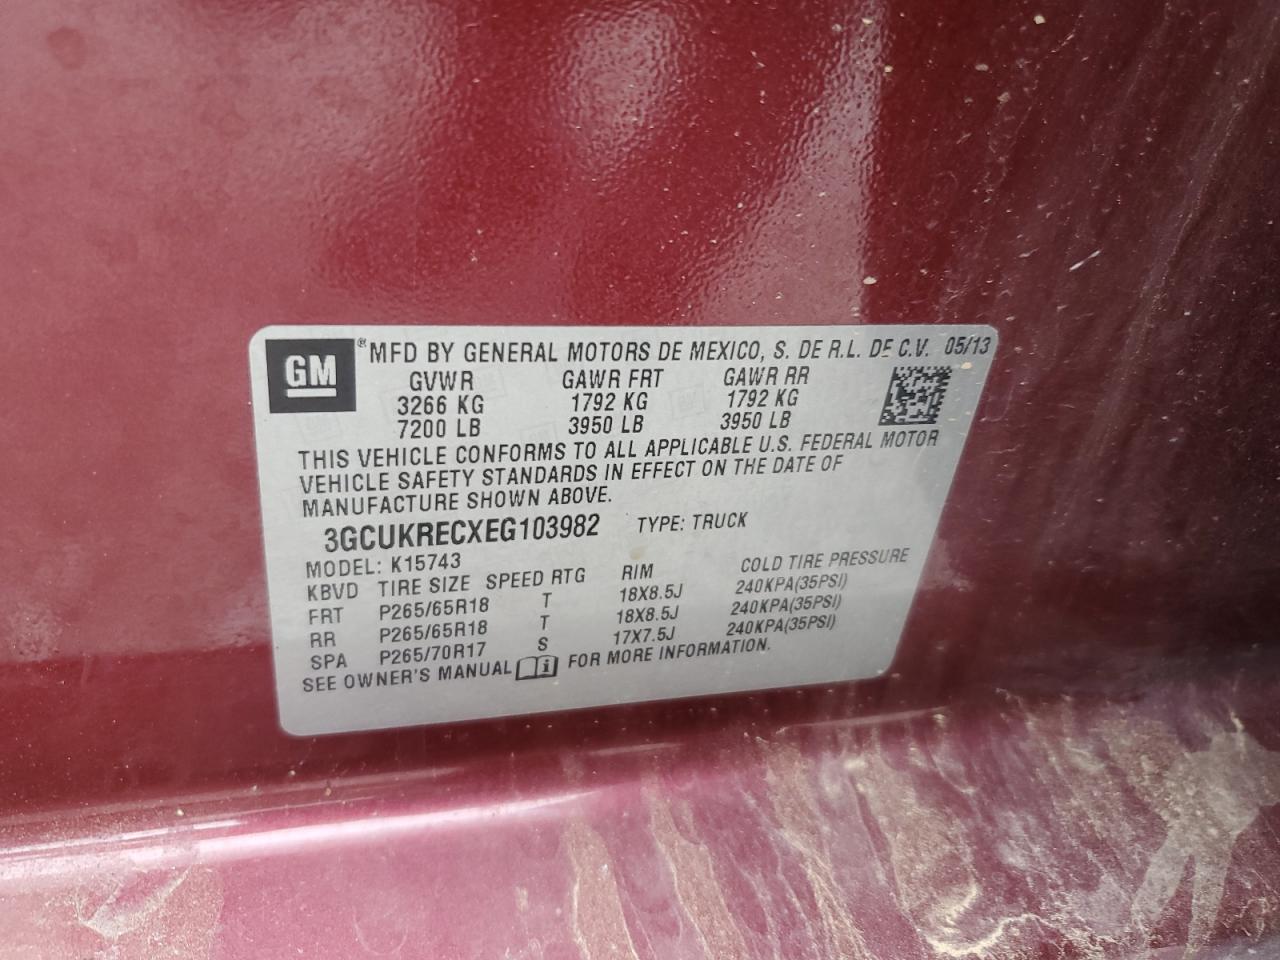 GM ® MFD BY GENERAL MOTORS DE MEXICO, S. DE R.L. DE C.V. 05/13
GVWR GAWR FRT GAWR RR
3266 KG 1792 KG 1792 KG
7200 LB 3950 LB 3950 LB
THIS VEHICLE CONFORMS TO ALL APPLICABLE U.S. FEDERAL MOTOR
VEHICLE SAFETY STANDARDS IN EFFECT ON THE DATE OF
MANUFACTURE SHOWN ABOVE.
3GCUKRECXEG103982 TYPE: TRUCK
MODEL: K15743
KBVD TIRE SIZE SPEED RTG RIM COLD TIRE PRESSURE
FRT P265/65R18 T 18X8.5J 240KPA(35PSI)
RR P265/65R18 T 18X8.5J 240KPA(35PSI)
SPA P265/70R17 S 17X7.5J 240KPA(35PSI)
SEE OWNER'S MANUAL i FOR MORE INFORMATION.